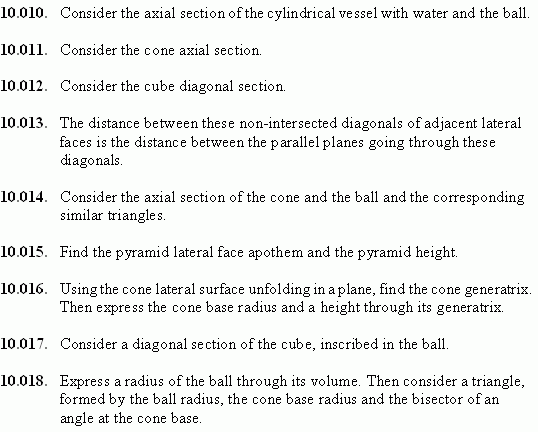 10.010. Consider the axial section of the cylindrical vessel with water and the ball.
10.011. Consider the cone axial section.
10.012. Consider the cube diagonal section.
10.013. The distance between these non-intersected diagonals of adjacent lateral
faces is the distance between the parallel planes going through these
diagonals.
10.014. Consider the axial section of the cone and the ball and the corresponding
similar triangles.
10.015. Find the pyramid lateral face apothem and the pyramid height.
10.016. Using the cone lateral surface unfolding in a plane, find the cone generatrix.
Then express the cone base radius and a height through its generatrix.
10.017. Consider a diagonal section of the cube, inscribed in the ball.
10.018. Express a radius of the ball through its volume. Then consider a triangle,
formed by the ball radius, the cone base radius and the bisector of an
angle at the cone base.